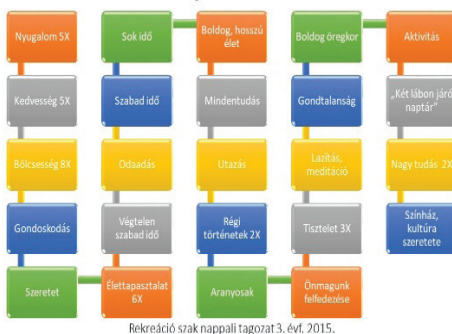 Nyugalom 5X
Sok idő
Boldog, hosszú
élet
Boldog öregkor
Aktivitás
Kedvesség 5X
Szabad idő
Mindentudás
Gondtalanság
„Két lábon járó
naptár"
Bölcsesség 8X
Odaadás
Utazás
Lazítás,
meditáció
Nagy tudás 2X
Gondoskodás
Végtelen
szabad idő
Régi
történetek 2X
Tisztelet 3X
Színház,
kultúra
szeretete
Szeretet
Élettapasztalat
6X
Aranyosak
Önmagunk
felfedezése
Rekreáció szak nappali tagozat 3. évf. 2015.